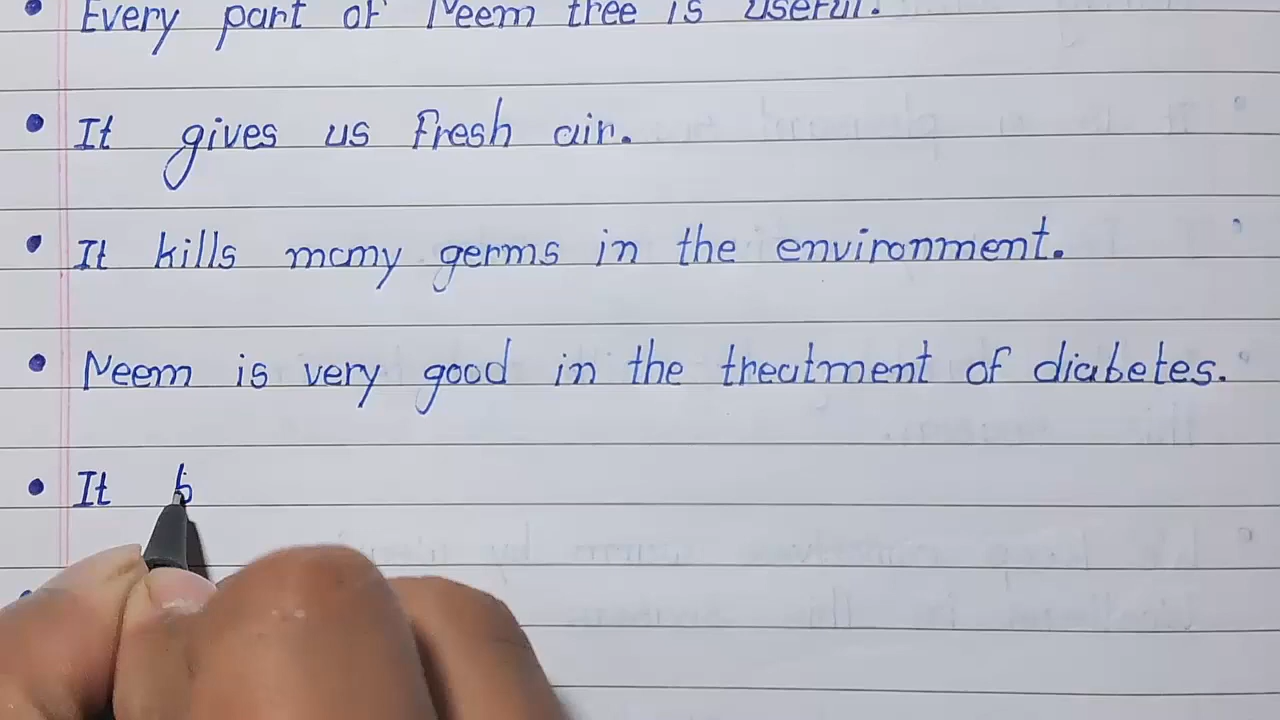 • Every part of Neem tree is useful.
• It gives us Fresh air.
• It kills many germs in the environment.
• Neem is very good in the treatment of diabetes.
• It b